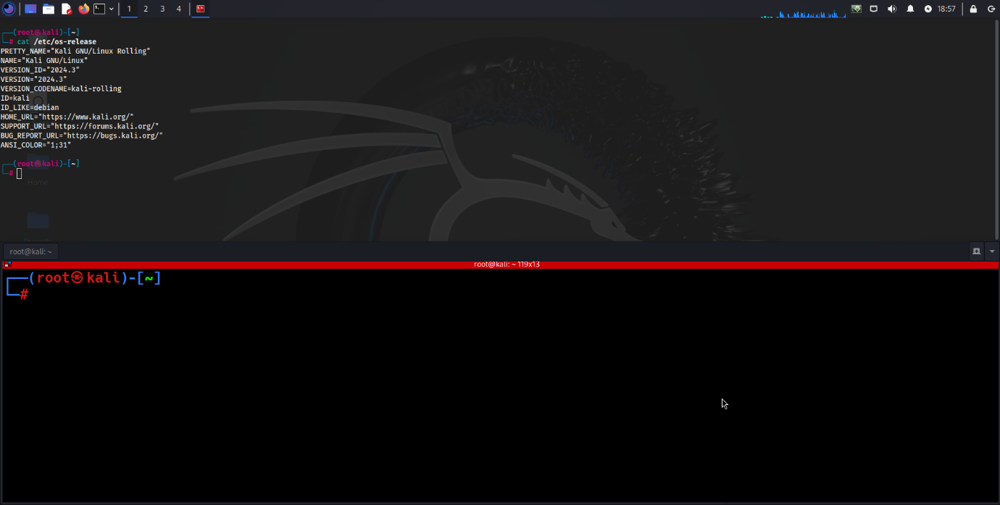 1 2 3 4 18:57
┌──(root㉿kali)-[~]
└─# cat /etc/os-release
PRETTY_NAME="Kali GNU/Linux Rolling"
NAME="Kali GNU/Linux"
VERSION_ID="2024.3"
VERSION="2024.3"
VERSION_CODENAME=kali-rolling
ID=kali
ID_LIKE=debian
HOME_URL="https://www.kali.org/"
SUPPORT_URL="https://forums.kali.org/"
BUG_REPORT_URL="https://bugs.kali.org/"
ANSI_COLOR="1;31"
┌──(root㉿kali)-[~]
└─#
Home
root@kali: ~
root@kali: ~ 119x13
┌──(root㉿kali)-[~]
└─#